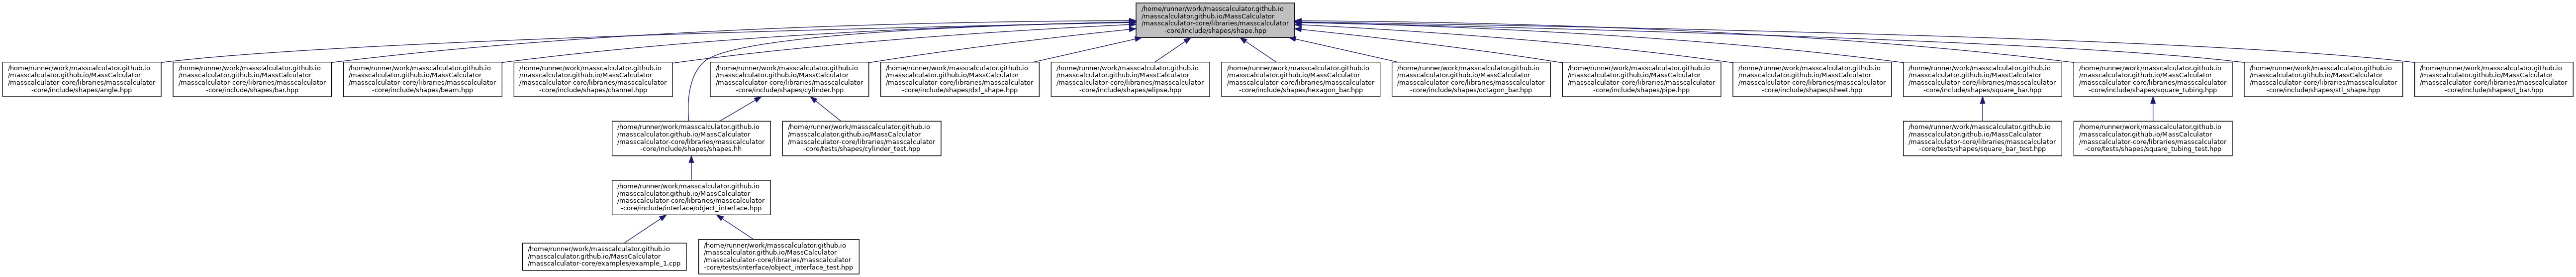 /home/runner/work/masscalculator.github.io
/masscalculator.github.io/MassCalculator
/masscalculator-core/libraries/masscalculator
-core/include/shapes/shape.hpp
/home/runner/work/masscalculator.github.io
/masscalculator.github.io/MassCalculator
/masscalculator-core/libraries/masscalculator
-core/include/shapes/angle.hpp
/home/runner/work/masscalculator.github.io
/masscalculator.github.io/MassCalculator
/masscalculator-core/libraries/masscalculator
-core/include/shapes/bar.hpp
/home/runner/work/masscalculator.github.io
/masscalculator.github.io/MassCalculator
/masscalculator-core/libraries/masscalculator
-core/include/shapes/beam.hpp
/home/runner/work/masscalculator.github.io
/masscalculator.github.io/MassCalculator
/masscalculator-core/libraries/masscalculator
-core/include/shapes/channel.hpp
/home/runner/work/masscalculator.github.io
/masscalculator.github.io/MassCalculator
/masscalculator-core/libraries/masscalculator
-core/include/shapes/cylinder.hpp
/home/runner/work/masscalculator.github.io
/masscalculator.github.io/MassCalculator
/masscalculator-core/libraries/masscalculator
-core/include/shapes/dxf_shape.hpp
/home/runner/work/masscalculator.github.io
/masscalculator.github.io/MassCalculator
/masscalculator-core/libraries/masscalculator
-core/include/shapes/elipse.hpp
/home/runner/work/masscalculator.github.io
/masscalculator.github.io/MassCalculator
/masscalculator-core/libraries/masscalculator
-core/include/shapes/hexagon_bar.hpp
/home/runner/work/masscalculator.github.io
/masscalculator.github.io/MassCalculator
/masscalculator-core/libraries/masscalculator
-core/include/shapes/octagon_bar.hpp
/home/runner/work/masscalculator.github.io
/masscalculator.github.io/MassCalculator
/masscalculator-core/libraries/masscalculator
-core/include/shapes/pipe.hpp
/home/runner/work/masscalculator.github.io
/masscalculator.github.io/MassCalculator
/masscalculator-core/libraries/masscalculator
-core/include/shapes/sheet.hpp
/home/runner/work/masscalculator.github.io
/masscalculator.github.io/MassCalculator
/masscalculator-core/libraries/masscalculator
-core/include/shapes/square_bar.hpp
/home/runner/work/masscalculator.github.io
/masscalculator.github.io/MassCalculator
/masscalculator-core/libraries/masscalculator
-core/include/shapes/square_tubing.hpp
/home/runner/work/masscalculator.github.io
/masscalculator.github.io/MassCalculator
/masscalculator-core/libraries/masscalculator
-core/include/shapes/stl_shape.hpp
/home/runner/work/masscalculator.github.io
/masscalculator.github.io/MassCalculator
/masscalculator-core/libraries/masscalculator
-core/include/shapes/t_bar.hpp
/home/runner/work/masscalculator.github.io
/masscalculator.github.io/MassCalculator
/masscalculator-core/libraries/masscalculator
-core/include/shapes/shapes.hh
/home/runner/work/masscalculator.github.io
/masscalculator.github.io/MassCalculator
/masscalculator-core/libraries/masscalculator
-core/tests/shapes/cylinder_test.hpp
/home/runner/work/masscalculator.github.io
/masscalculator.github.io/MassCalculator
/masscalculator-core/libraries/masscalculator
-core/tests/shapes/square_bar_test.hpp
/home/runner/work/masscalculator.github.io
/masscalculator.github.io/MassCalculator
/masscalculator-core/libraries/masscalculator
-core/tests/shapes/square_tubing_test.hpp
/home/runner/work/masscalculator.github.io
/masscalculator.github.io/MassCalculator
/masscalculator-core/libraries/masscalculator
-core/include/interface/object_interface.hpp
/home/runner/work/masscalculator.github.io
/masscalculator.github.io/MassCalculator
/masscalculator-core/examples/example_1.cpp
/home/runner/work/masscalculator.github.io
/masscalculator.github.io/MassCalculator
/masscalculator-core/libraries/masscalculator
-core/tests/interface/object_interface_test.hpp